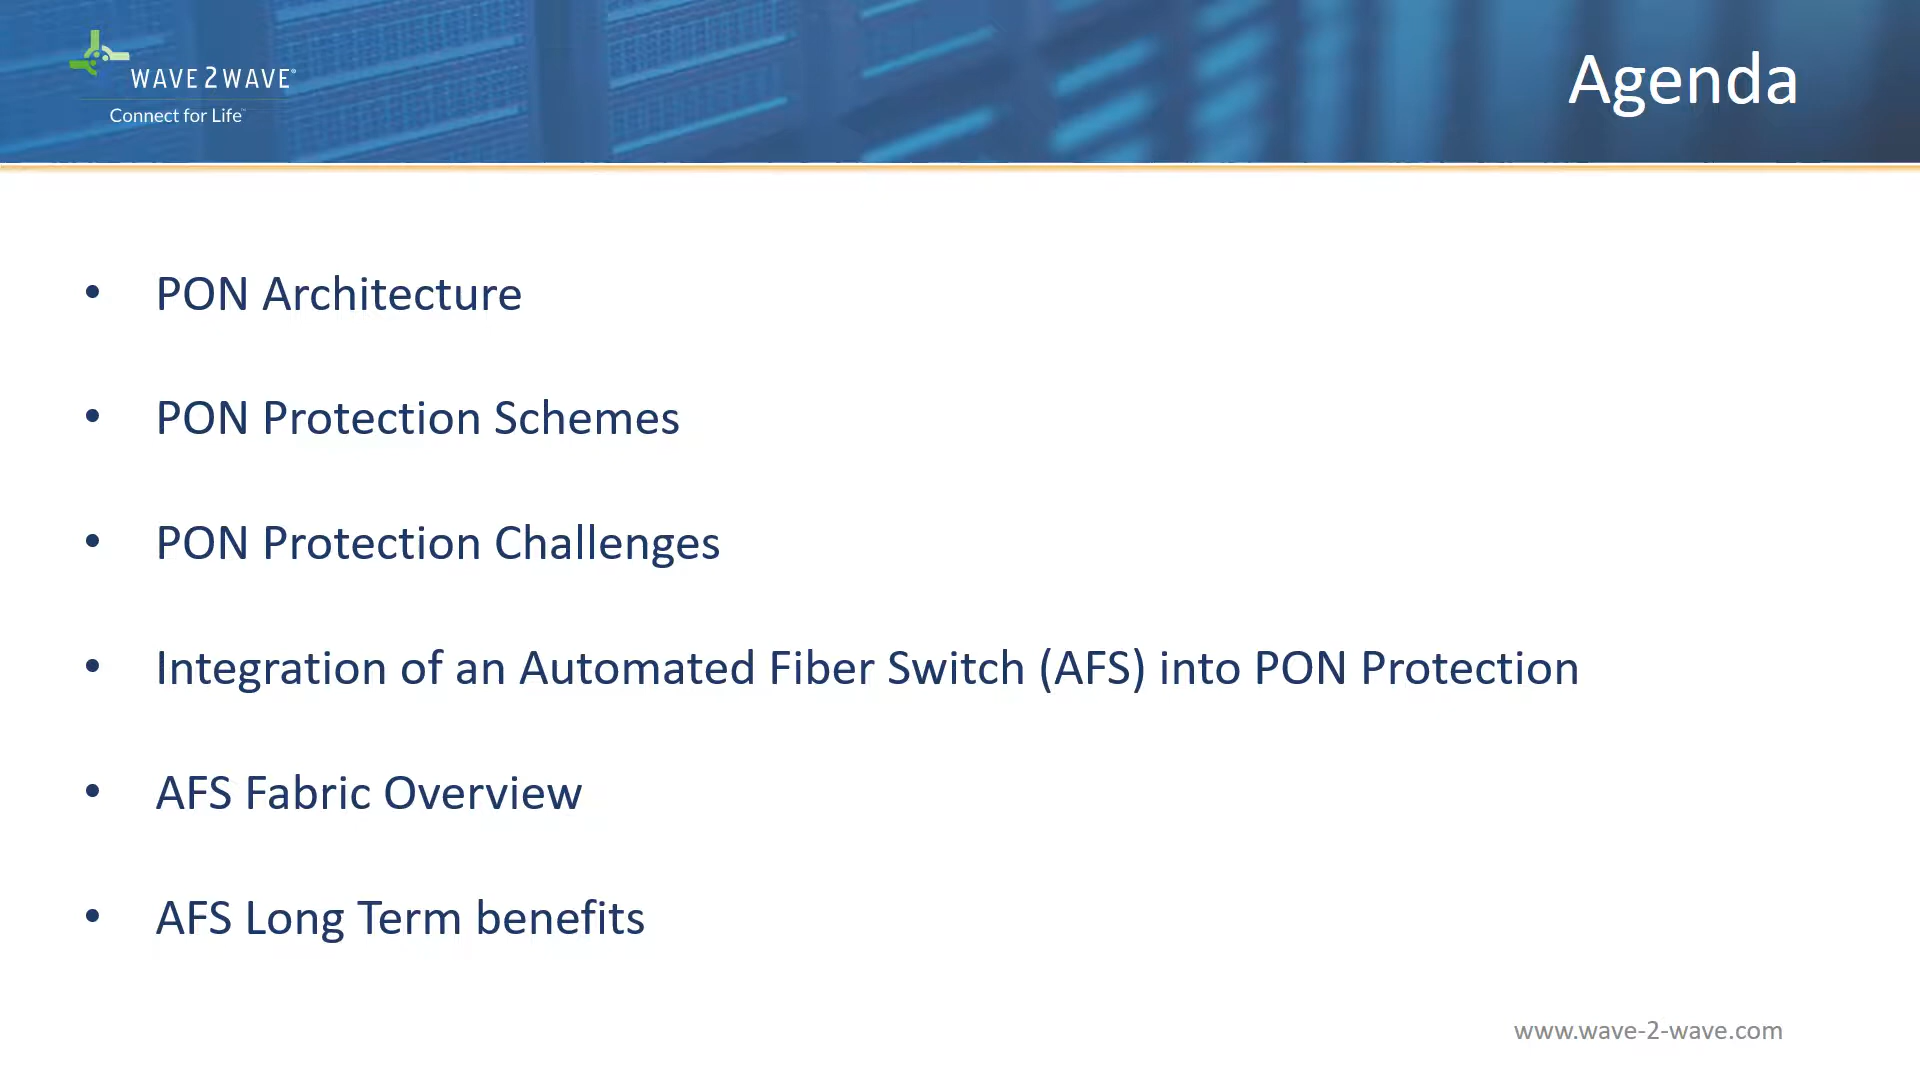 WAVE2WAVE®
Connect for Life™
Agenda
• PON Architecture
• PON Protection Schemes
• PON Protection Challenges
• Integration of an Automated Fiber Switch (AFS) into PON Protection
• AFS Fabric Overview
• AFS Long Term benefits
www.wave-2-wave.com